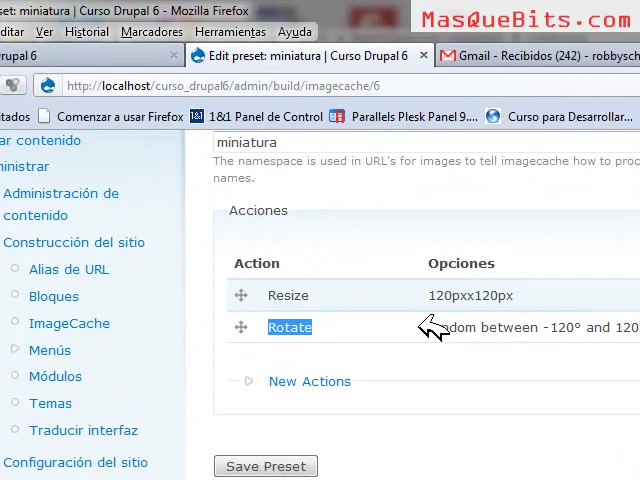 set: miniatura | Curso Drupal 6 - Mozilla Firefox
MasQueBits.com
ditar Ver Historial Marcadores Herramientas Ayuda
rupal 6
Edit preset: miniatura | Curso Drupal 6
Gmail - Recibidos (242) - robbysch
http://localhost/curso_drupal6/admin/build/imagecache/6
itados Comenzar a usar Firefox 1&1 Panel de Control Parallels Plesk Panel 9.... Curso para Desarrollar...
ar contenido
inistrar
Administración de
contenido
Construcción del sitio
Alias de URL
Bloques
ImageCache
Menús
Módulos
Temas
Traducir interfaz
Configuración del sitio
miniatura
The namespace is used in URL's for images to tell imagecache how to proc
names.
Acciones
Action Opciones
Resize 120pxx120px
Rotate ndom between -120° and 120
New Actions
Save Preset